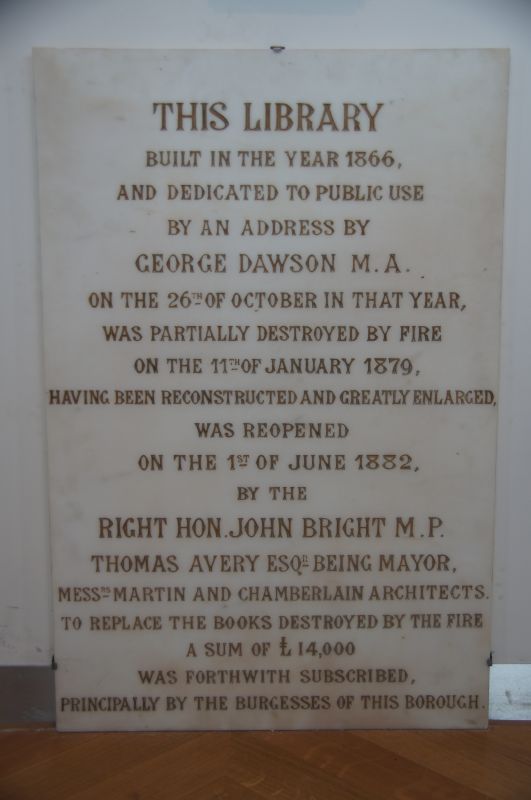 THIS LIBRARY
BUILT IN THE YEAR 1866,
AND DEDICATED TO PUBLIC USE
BY AN ADDRESS BY
GEORGE DAWSON M.A.
ON THE 26TH OF OCTOBER IN THAT YEAR,
WAS PARTIALLY DESTROYED BY FIRE
ON THE 11TH OF JANUARY 1879,
HAVING BEEN RECONSTRUCTED AND GREATLY ENLARGED,
WAS REOPENED
ON THE 1ST OF JUNE 1882,
BY THE
RIGHT HON. JOHN BRIGHT M.P.
THOMAS AVERY ESQR BEING MAYOR,
MESSRS MARTIN AND CHAMBERLAIN ARCHITECTS.
TO REPLACE THE BOOKS DESTROYED BY THE FIRE
A SUM OF £14,000
WAS FORTHWITH SUBSCRIBED,
PRINCIPALLY BY THE BURGESSES OF THIS BOROUGH.